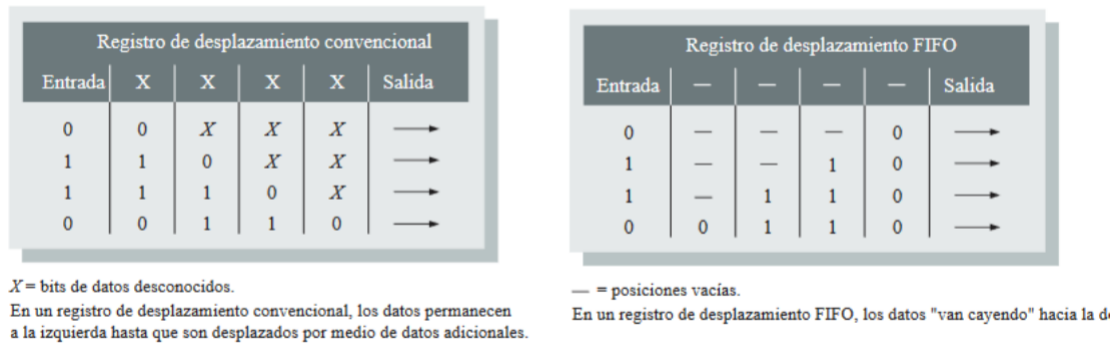 Registro de desplazamiento convencional
Entrada X X X X Salida
0 0 X X X
1 1 0 X X
1 1 1 0 X
0 0 1 1 0
X = bits de datos desconocidos.
En un registro de desplazamiento convencional, los datos permanecen
a la izquierda hasta que son desplazados por medio de datos adicionales.
Registro de desplazamiento FIFO
Entrada — — — — Salida
0 — — — 0
1 — — 1 0
1 — 1 1 0
0 0 1 1 0
— = posiciones vacías.
En un registro de desplazamiento FIFO, los datos "van cayendo" hacia la